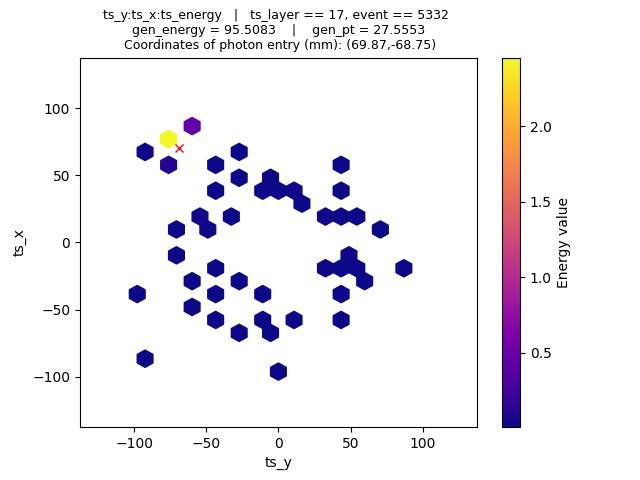 ts_y:ts_x:ts_energy   |   ts_layer == 17, event == 5332
gen_energy = 95.5083    |    gen_pt = 27.5553
Coordinates of photon entry (mm): (69.87,-68.75)
100
50
0
−50
−100
ts_x
−100
−50
0
50
100
ts_y
2.0
1.5
1.0
0.5
Energy value